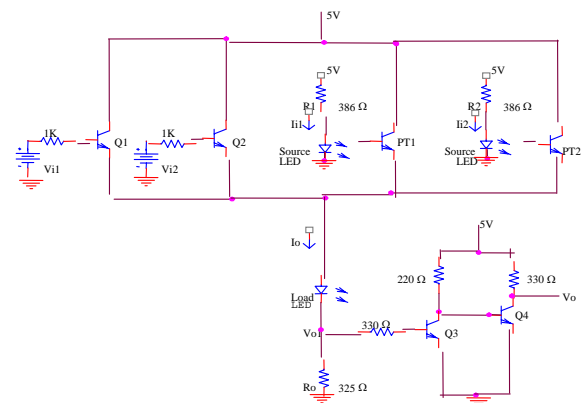 5V
5V
5V
R1
386 Ω
R2
386 Ω
1K
1K
Ii1
Ii2
Q1
Q2
PT1
PT2
Source
LED
Source
LED
Vi1
Vi2
Io
5V
220 Ω
330 Ω
Load
LED
Vo
Vo1
330 Ω
Q3
Q4
Ro
325 Ω